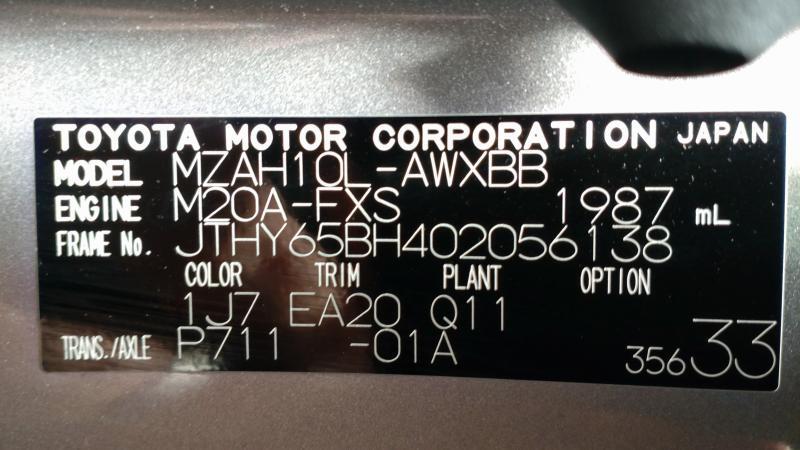 TOYOTA MOTOR CORPORATION JAPAN
MODEL MZAH10L-AWXBB
ENGINE M20A-FXS 1987 mL
FRAME No. JTHY65BH402056138
COLOR TRIM PLANT OPTION
1J7 EA20 Q11
TRANS./AXLE P711 -01A 35633